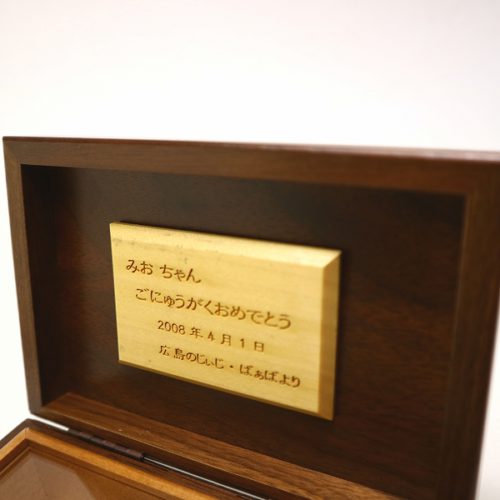 みお ちゃん
ごにゅうがくおめでとう
2008 年 4 月 1 日
広島のじぃじ・ばぁばより